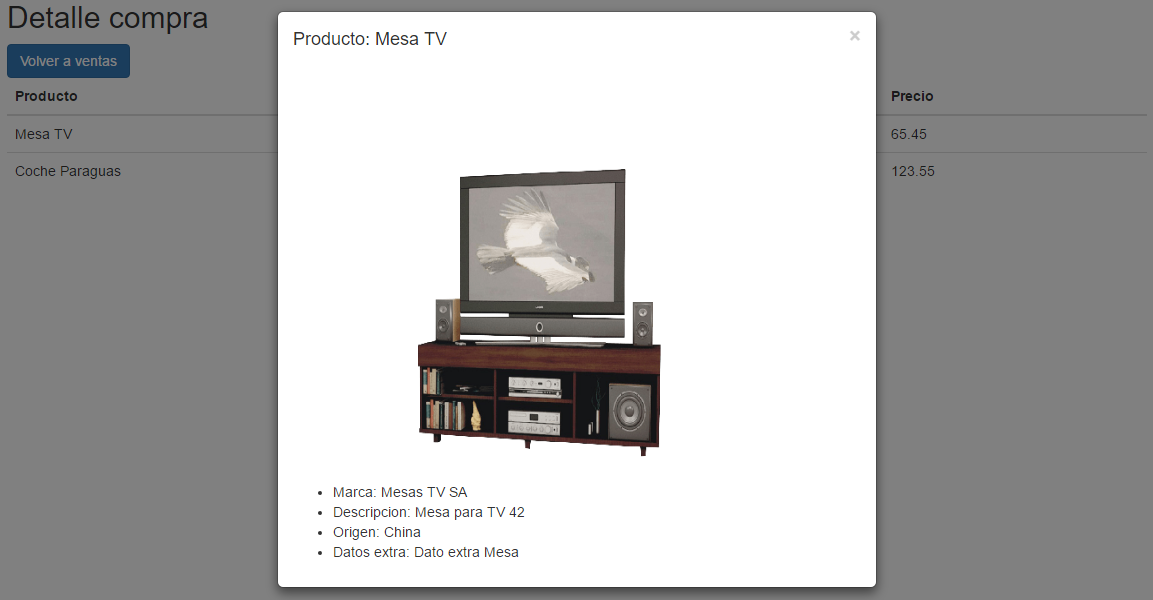 Detalle compra
Volver a ventas
Producto Precio
Mesa TV 65.45
Coche Paraguas 123.55
Producto: Mesa TV ×
Marca: Mesas TV SA
Descripcion: Mesa para TV 42
Origen: China
Datos extra: Dato extra Mesa